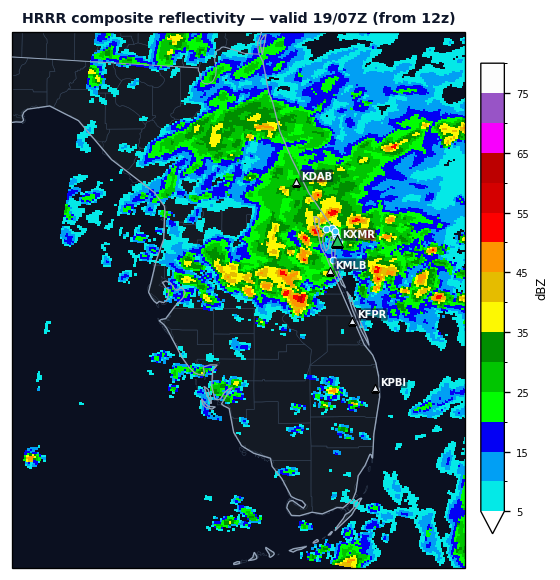 HRRR composite reflectivity — valid 19/07Z (from 12z)
75
65
55
45
35
25
15
5
dBZ
KDAB
KXMR
KMLB
KFPR
KPBI